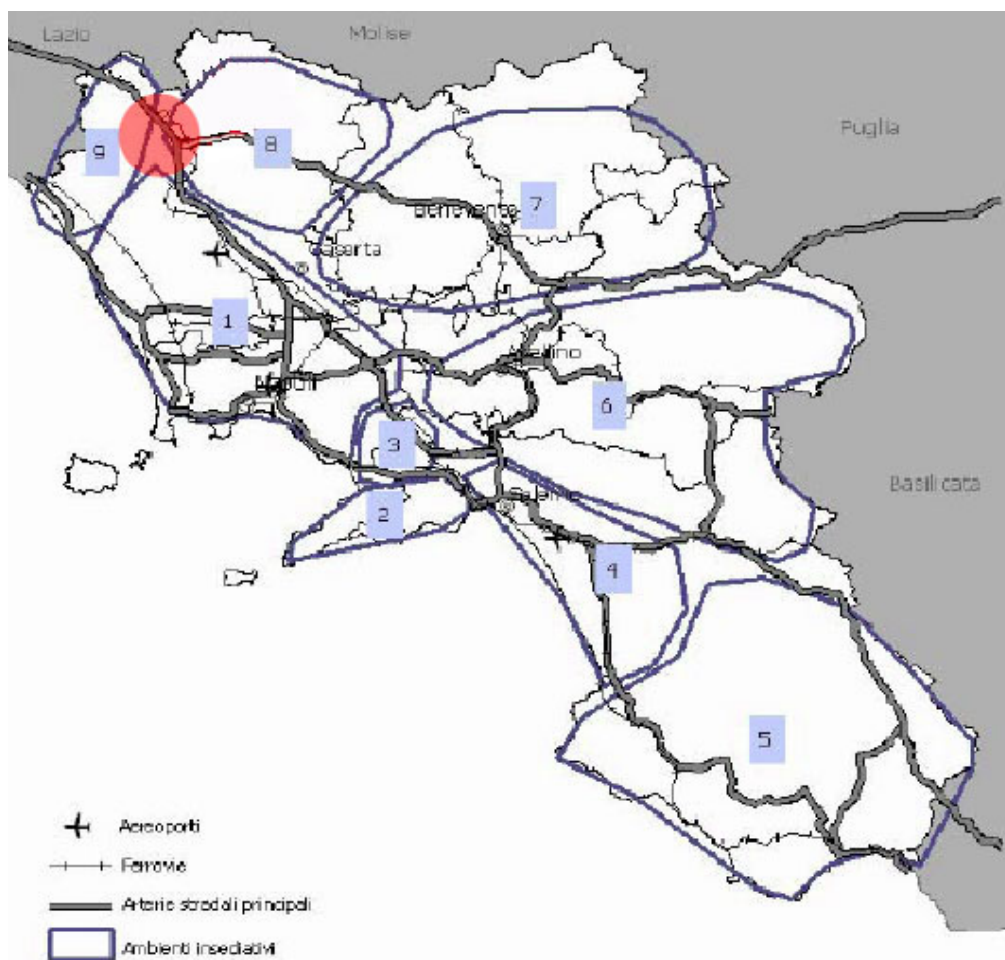 Lazio
Molise
Puglia
9
8
7
Benevento
Caserta
1
Avellino
Napoli
6
3
Basilicata
2
Salerno
4
5
Aereoporti
Ferrovie
Arterie stradali principali
Ambienti insediativi